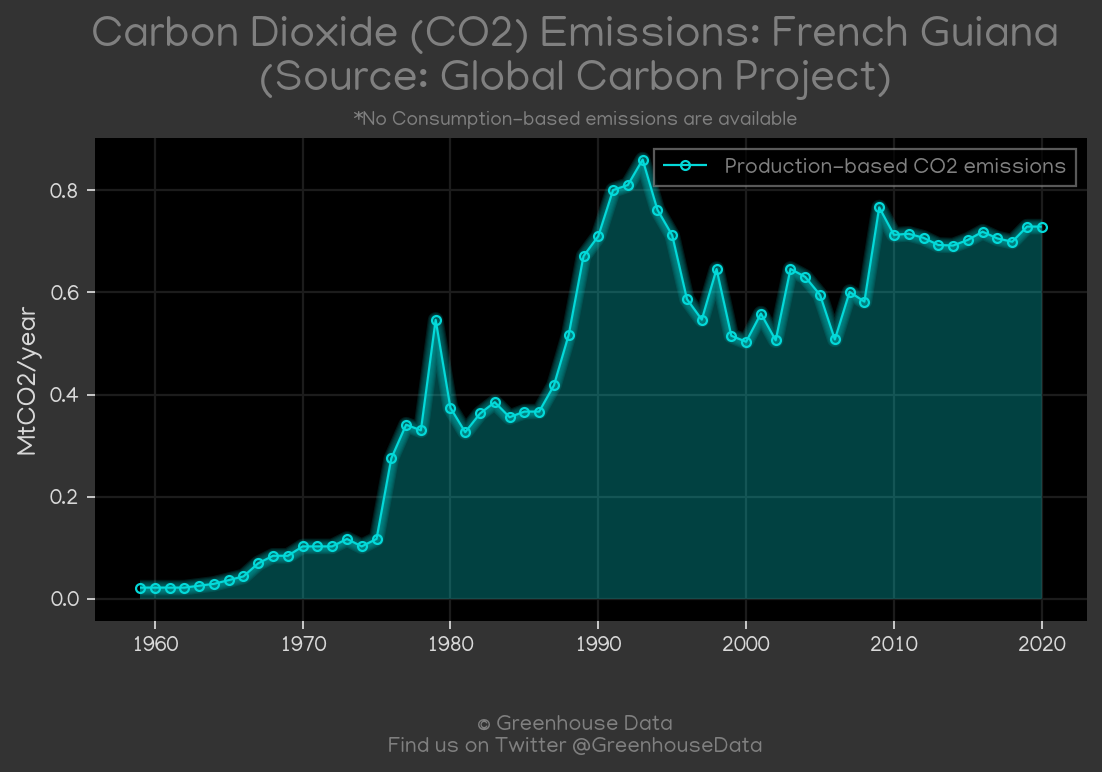 Carbon Dioxide (CO2) Emissions: French Guiana
(Source: Global Carbon Project)
*No Consumption-based emissions are available
Production-based CO2 emissions
MtCO2/year
0.8
0.6
0.4
0.2
0.0
1960 1970 1980 1990 2000 2010 2020
© Greenhouse Data
Find us on Twitter @GreenhouseData